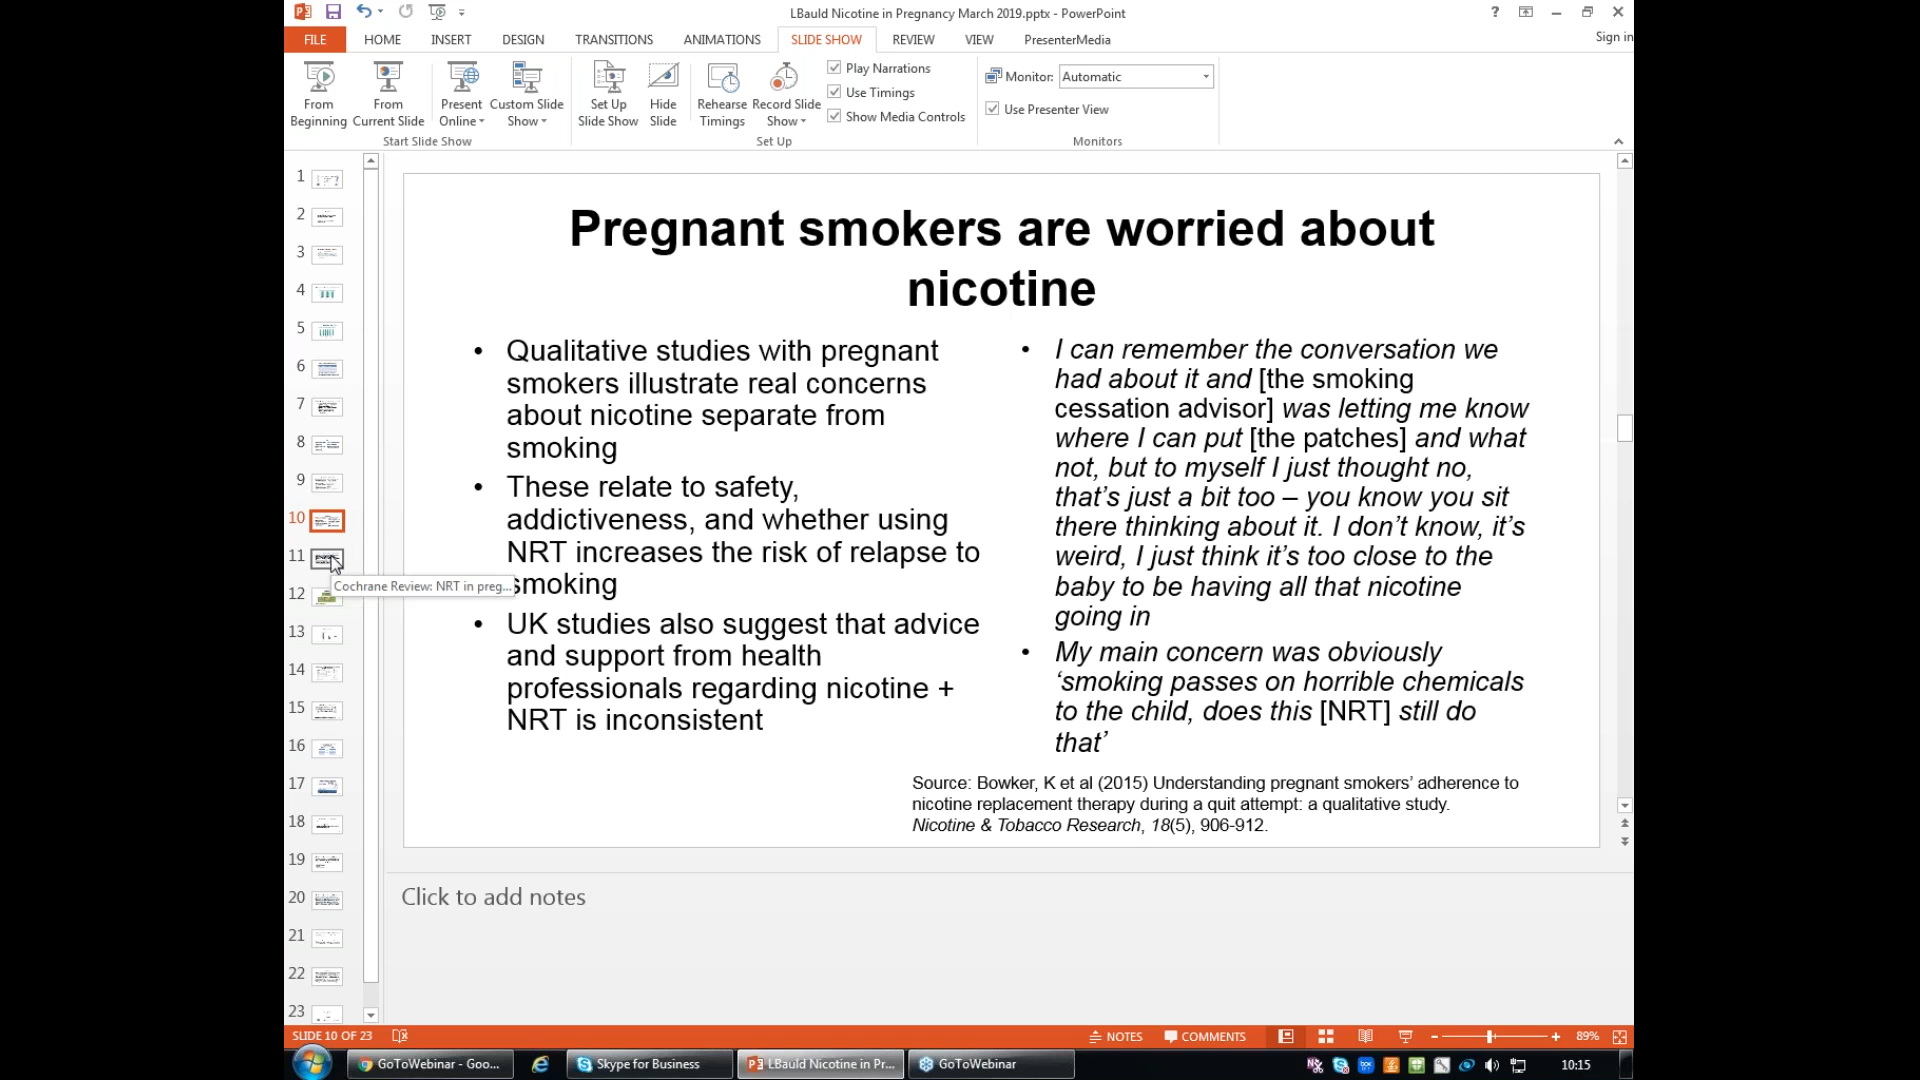 LBauld Nicotine in Pregnancy March 2019.pptx - PowerPoint
?
Sign in
FILE HOME INSERT DESIGN TRANSITIONS ANIMATIONS SLIDE SHOW REVIEW VIEW PresenterMedia
From Beginning
From Current Slide
Present Online
Custom Slide Show
Start Slide Show
Set Up Slide Show
Hide Slide
Rehearse Timings
Record Slide Show
Play Narrations
Use Timings
Show Media Controls
Set Up
Monitor: Automatic
Use Presenter View
Monitors
1
2
3
4
5
6
7
8
9
10
11
Cochrane Review: NRT in preg...
12
13
14
15
16
17
18
19
20
21
22
23
Pregnant smokers are worried about
nicotine
• Qualitative studies with pregnant
smokers illustrate real concerns
about nicotine separate from
smoking
• These relate to safety,
addictiveness, and whether using
NRT increases the risk of relapse to
smoking
• UK studies also suggest that advice
and support from health
professionals regarding nicotine +
NRT is inconsistent
• I can remember the conversation we
had about it and [the smoking
cessation advisor] was letting me know
where I can put [the patches] and what
not, but to myself I just thought no,
that’s just a bit too – you know you sit
there thinking about it. I don’t know, it’s
weird, I just think it’s too close to the
baby to be having all that nicotine
going in
• My main concern was obviously
‘smoking passes on horrible chemicals
to the child, does this [NRT] still do
that’
Source: Bowker, K et al (2015) Understanding pregnant smokers’ adherence to
nicotine replacement therapy during a quit attempt: a qualitative study.
Nicotine & Tobacco Research, 18(5), 906-912.
Click to add notes
SLIDE 10 OF 23
NOTES COMMENTS 89%
GoToWebinar - Goo... Skype for Business LBauld Nicotine in Pr... GoToWebinar 10:15